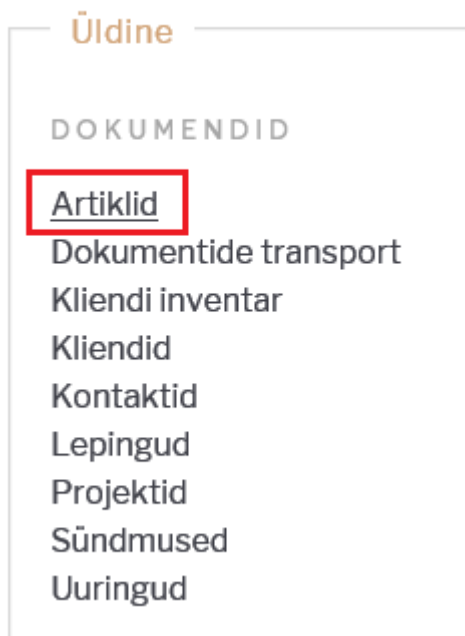 Üldine
DOKUMENDID
Artiklid
Dokumentide transport
Kliendi inventar
Kliendid
Kontaktid
Lepingud
Projektid
Sündmused
Uuringud